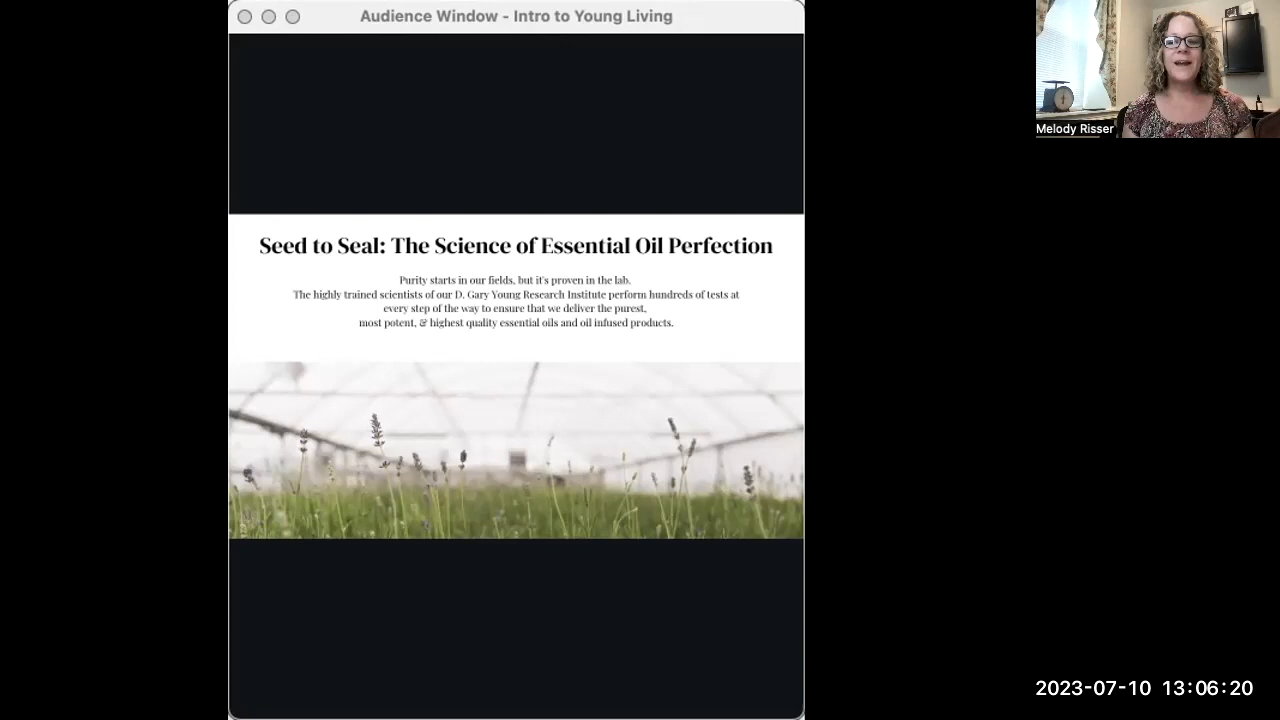 Audience Window - Intro to Young Living
Seed to Seal: The Science of Essential Oil Perfection
Purity starts in our fields, but it's proven in the lab.
The highly trained scientists of our D. Gary Young Research Institute perform hundreds of tests at
every step of the way to ensure that we deliver the purest,
most potent, & highest quality essential oils and oil infused products.
Melody Risser
2023-07-10 13:06:20